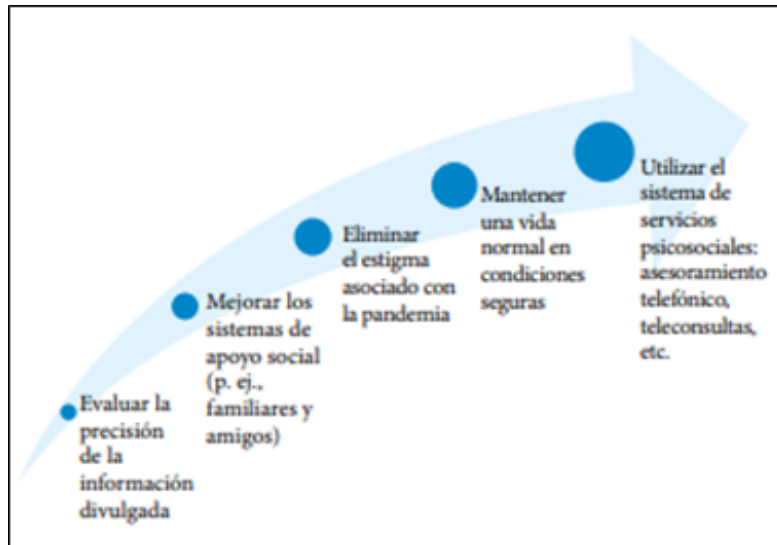 Evaluar la
precisión
de la
información
divulgada
Mejorar los
sistemas de
apoyo social
(p. ej.,
familiares y
amigos)
Eliminar
el estigma
asociado con
la pandemia
Mantener
una vida
normal en
condiciones
seguras
Utilizar el
sistema de
servicios
psicosociales:
asesoramiento
telefónico,
teleconsultas,
etc.